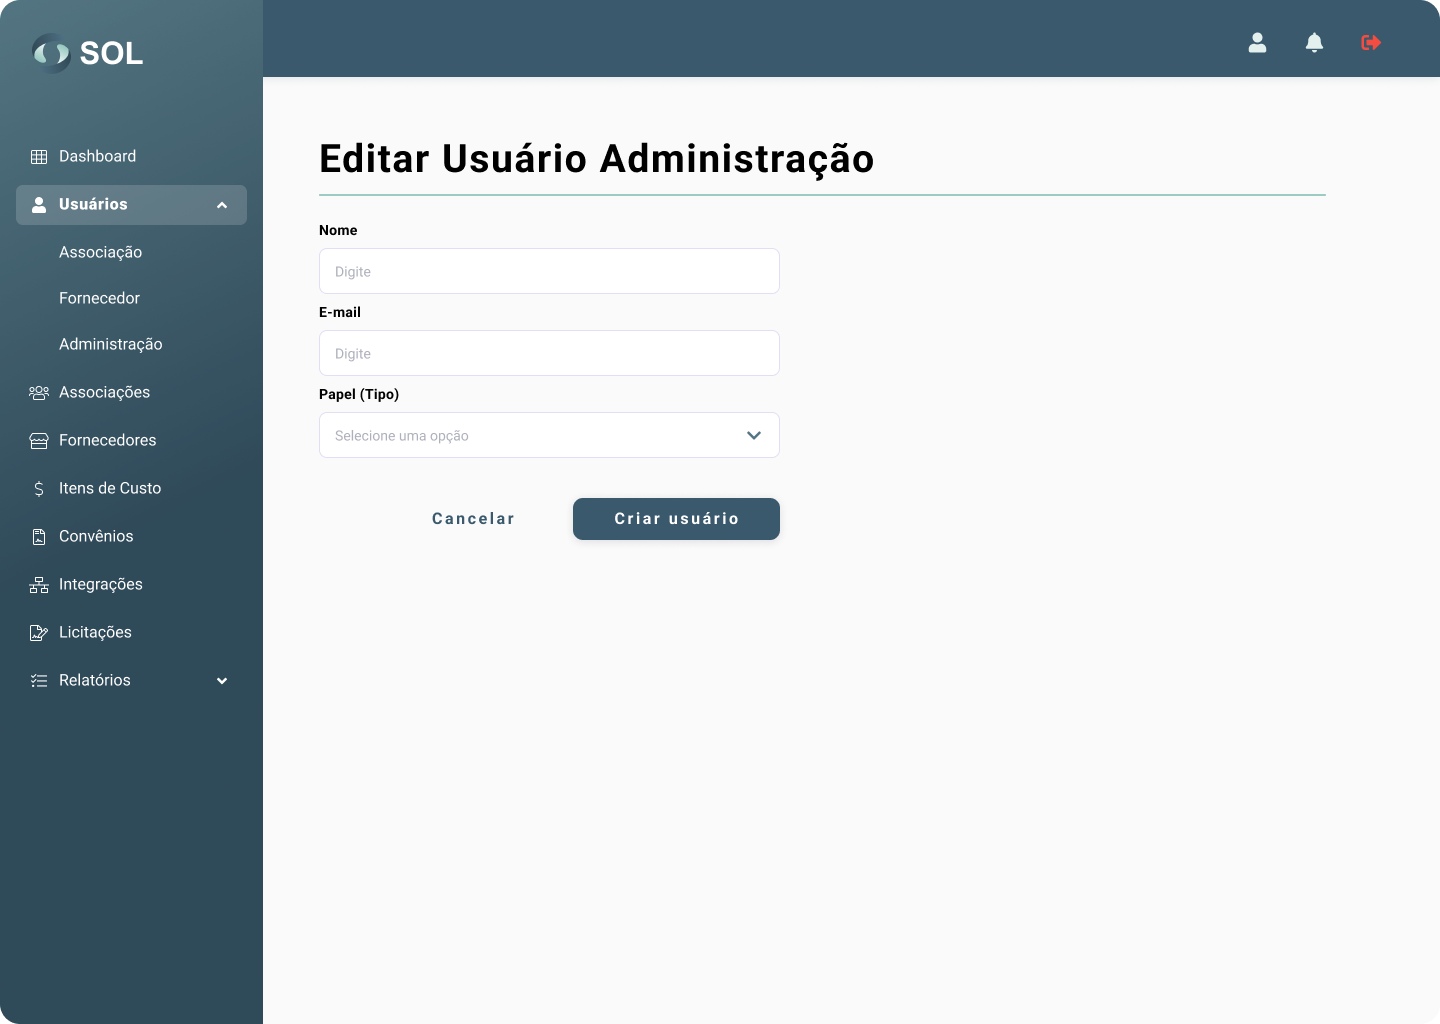 SOL
Dashboard
Usuários
Associação
Fornecedor
Administração
Associações
Fornecedores
Itens de Custo
Convênios
Integrações
Licitações
Relatórios
Editar Usuário Administração
Nome
Digite
E-mail
Digite
Papel (Tipo)
Selecione uma opção
Cancelar
Criar usuário